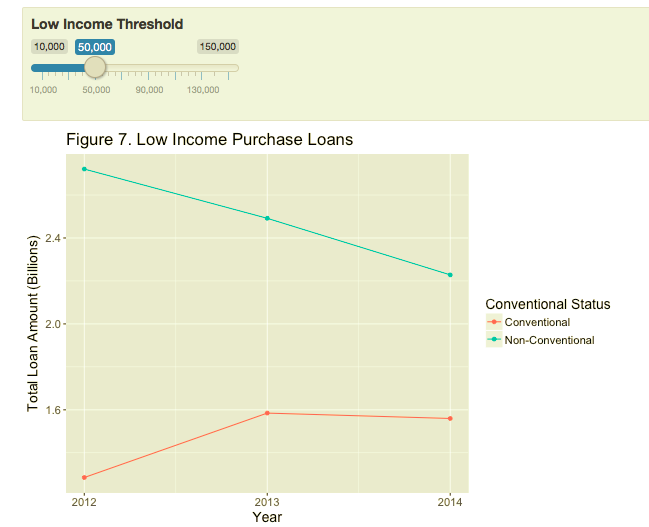 Low Income Threshold
10,000 50,000 150,000
10,000 50,000 90,000 130,000
Figure 7. Low Income Purchase Loans
Total Loan Amount (Billions)
2.4
2.0
1.6
2012 2013 2014
Year
Conventional Status
Conventional
Non-Conventional